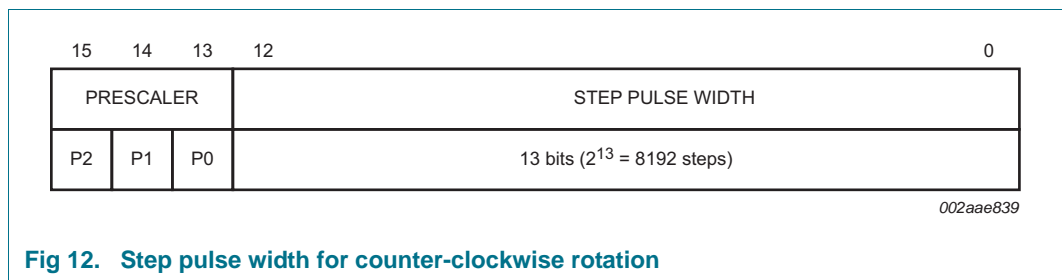 15 14 13 12 0
PRESCALER STEP PULSE WIDTH
P2 P1 P0 13 bits (2^13 = 8192 steps)
002aae839
Fig 12. Step pulse width for counter-clockwise rotation